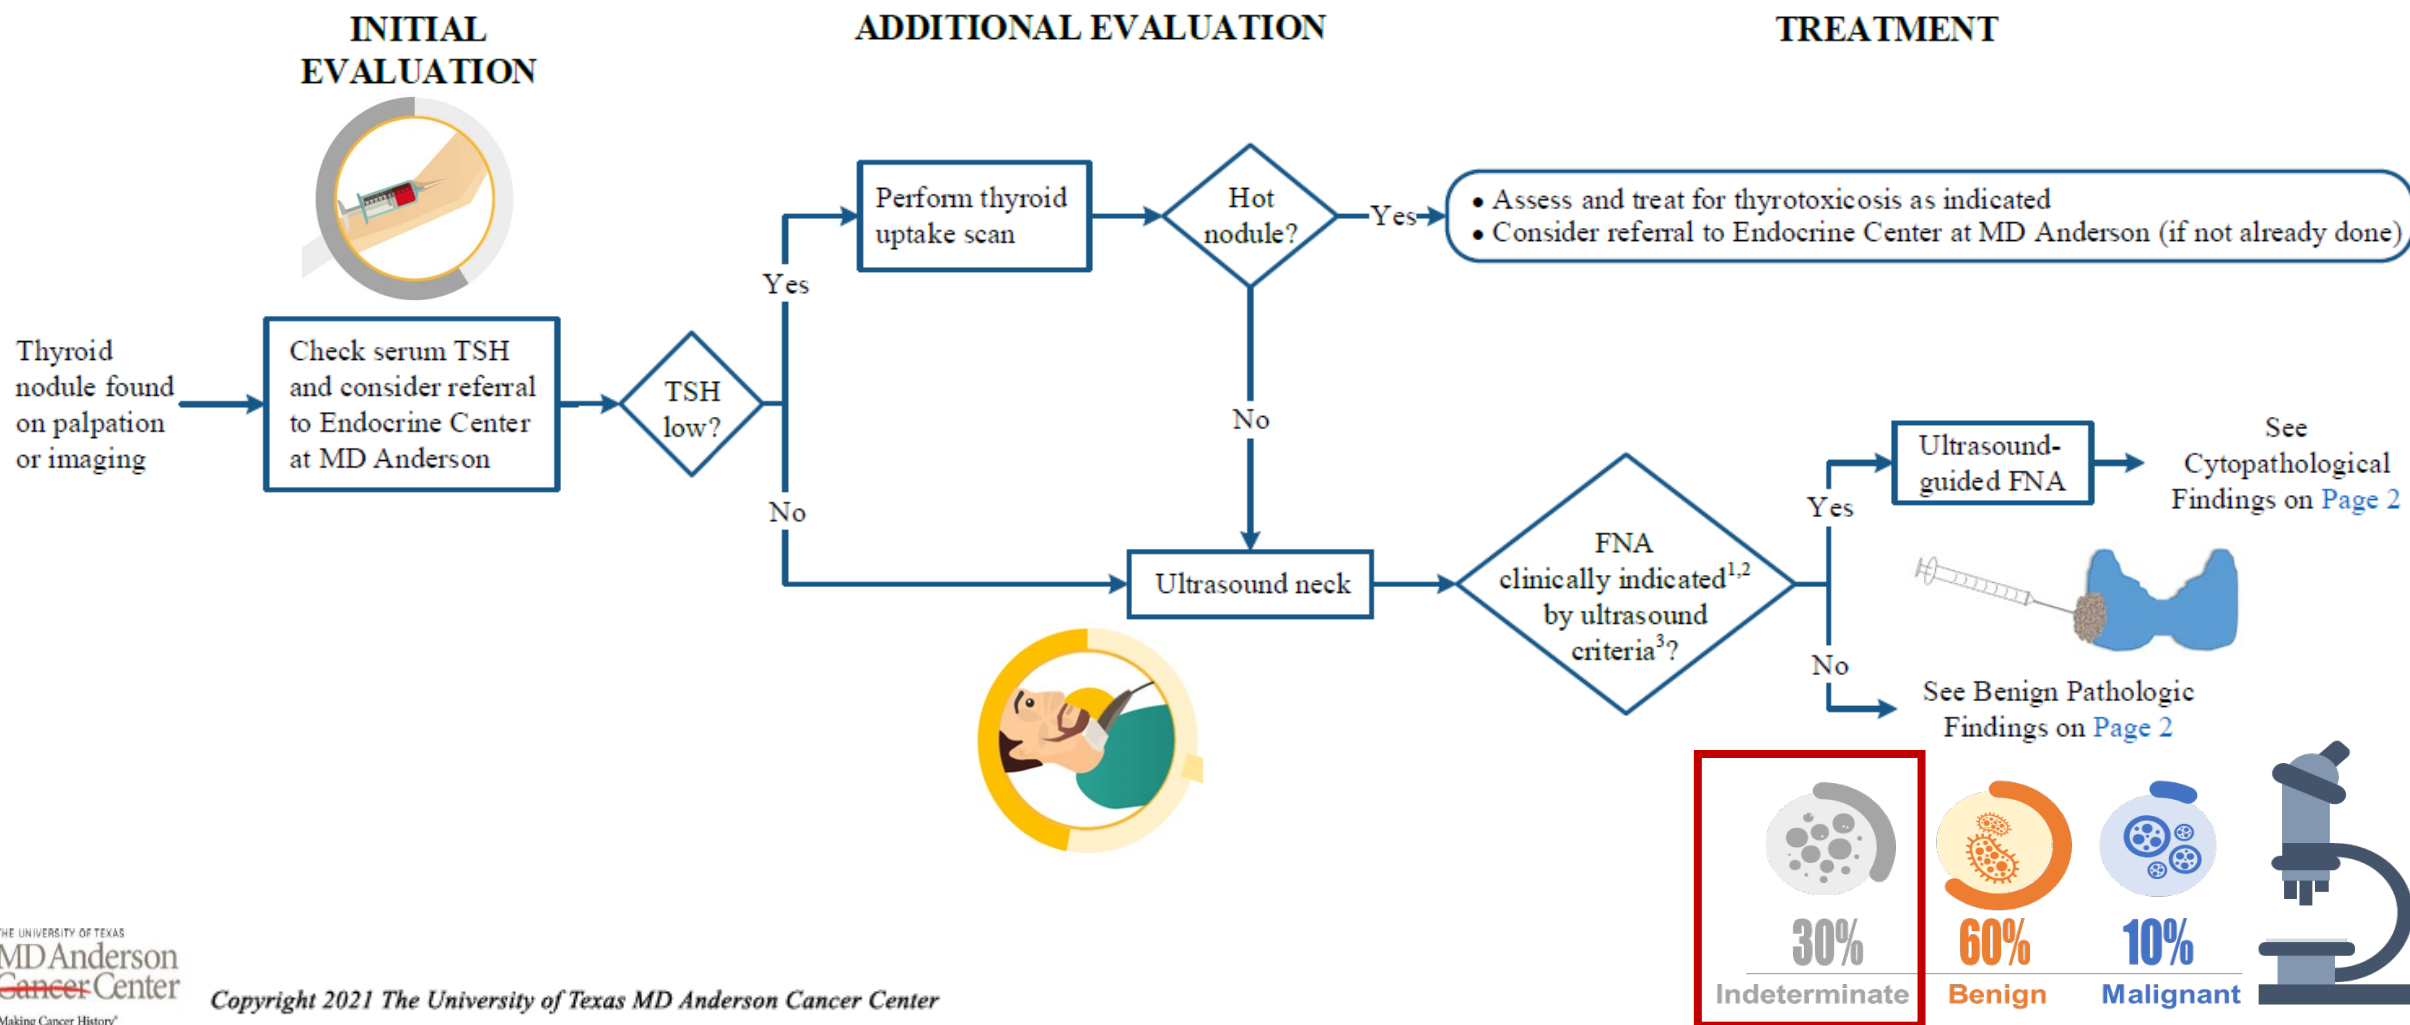 INITIAL
EVALUATION
ADDITIONAL EVALUATION
TREATMENT
Thyroid
nodule found
on palpation
or imaging
Check serum TSH
and consider referral
to Endocrine Center
at MD Anderson
TSH
low?
Yes
No
Perform thyroid
uptake scan
Hot
nodule?
Yes
No
• Assess and treat for thyrotoxicosis as indicated
• Consider referral to Endocrine Center at MD Anderson (if not already done)
Ultrasound neck
FNA
clinically indicated1,2
by ultrasound
criteria3?
Yes
No
Ultrasound-
guided FNA
See
Cytopathological
Findings on Page 2
See Benign Pathologic
Findings on Page 2
30%
Indeterminate
60%
Benign
10%
Malignant
THE UNIVERSITY OF TEXAS
MD Anderson
Cancer Center
Making Cancer History®
Copyright 2021 The University of Texas MD Anderson Cancer Center